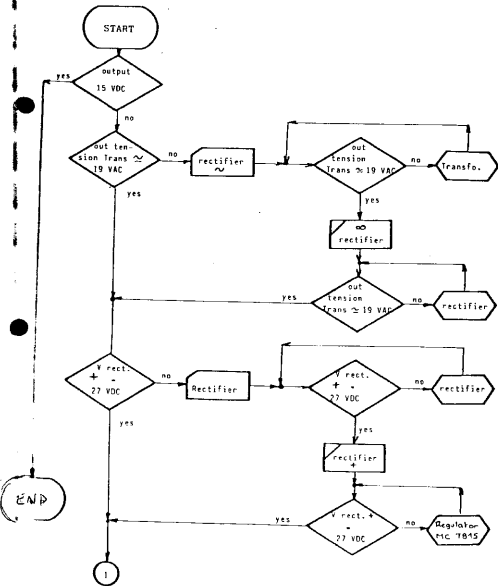 START
output
15 VDC
yes
no
out ten-
sion Trans ≃
19 VAC
no
rectifier
~
out
tension
Trans ≃ 19 VAC
no
Transfo.
yes
yes
∞
rectifier
out
tension
Trans ≃ 19 VAC
yes
no
rectifier
V rect.
+ -
27 VDC
no
Rectifier
V rect.
+ -
27 VDC
no
rectifier
yes
yes
rectifier
+
V rect. +
-
27 VDC
yes
no
Regulator
MC 7815
END
1